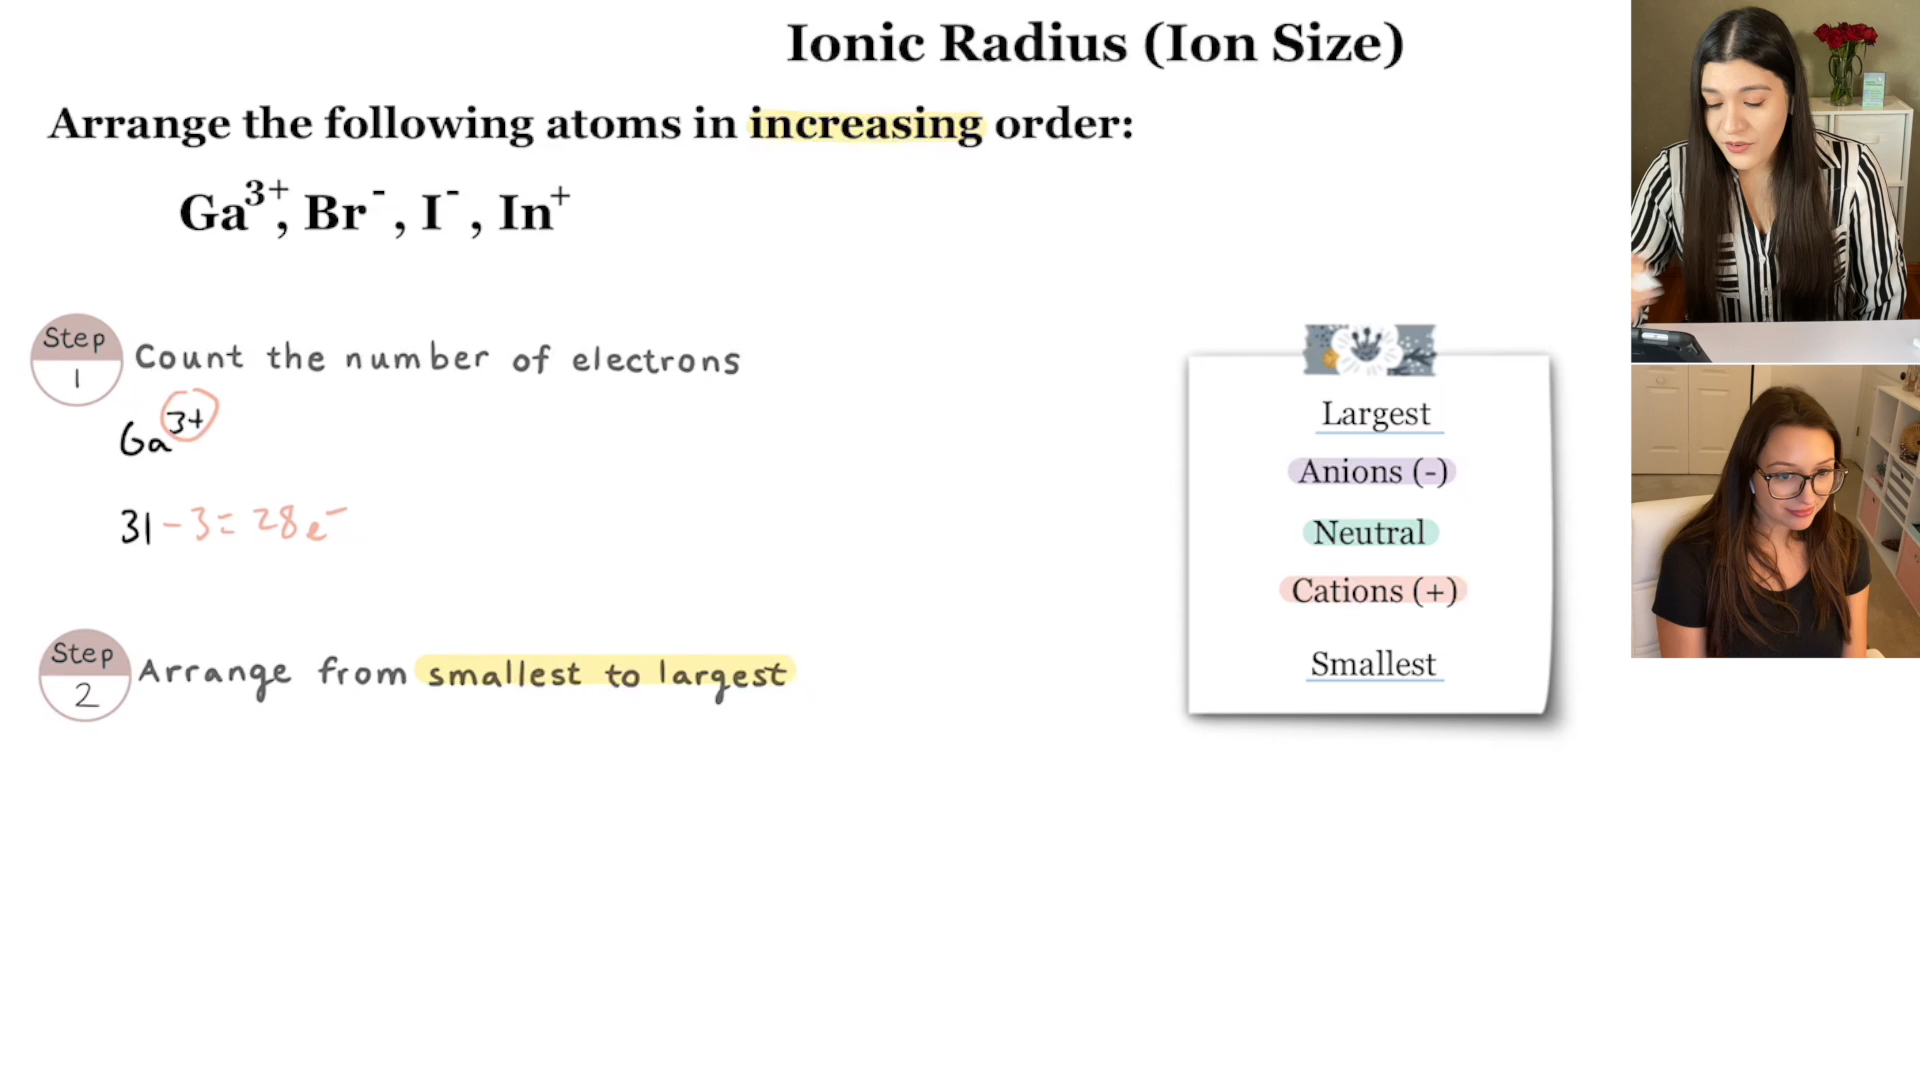 Ionic Radius (Ion Size)
Arrange the following atoms in increasing order:
Ga³⁺, Br⁻, I⁻, In⁺
Step 1 Count the number of electrons
Ga³⁺
31 - 3 = 28e⁻
Step 2 Arrange from smallest to largest
Largest
Anions (-)
Neutral
Cations (+)
Smallest